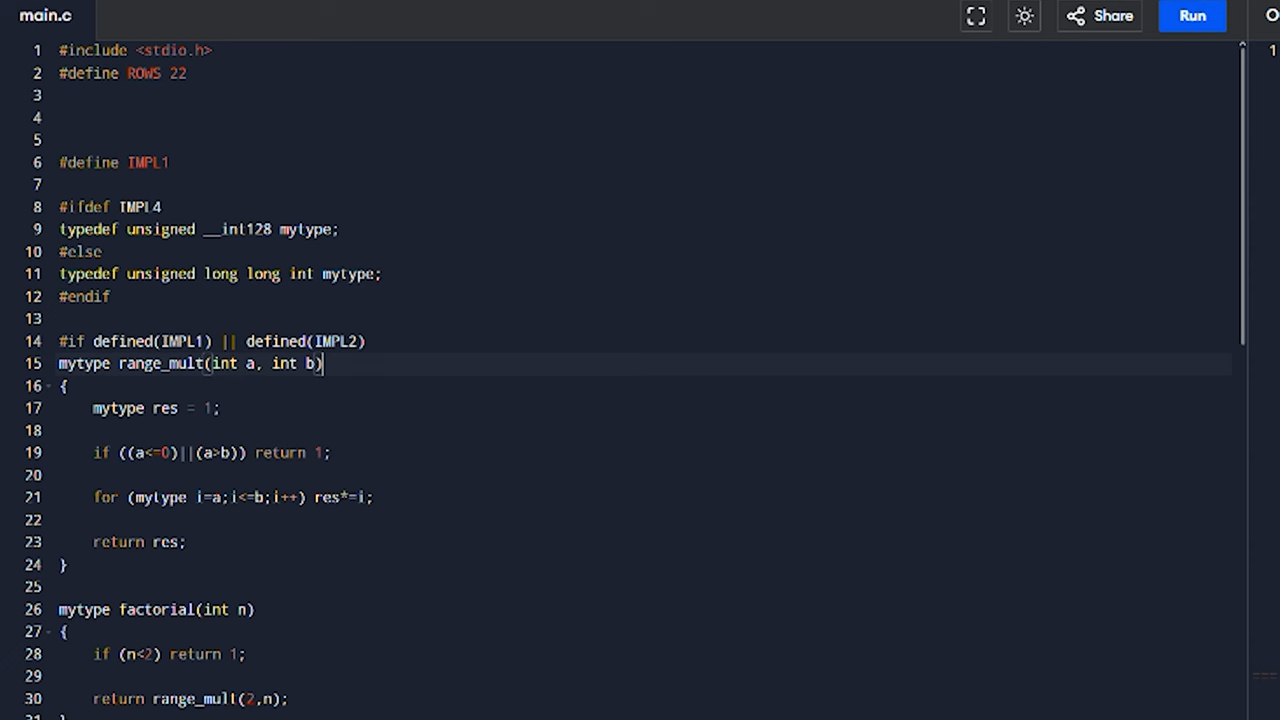 main.c
Share
Run
O
1
1 #include <stdio.h>
2 #define ROWS 22
3
4
5
6 #define IMPL1
7
8 #ifdef IMPL4
9 typedef unsigned __int128 mytype;
10 #else
11 typedef unsigned long long int mytype;
12 #endif
13
14 #if defined(IMPL1) || defined(IMPL2)
15 mytype range_mult(int a, int b)
16 {
17     mytype res = 1;
18
19     if ((a<=0)||(a>b)) return 1;
20
21     for (mytype i=a;i<=b;i++) res*=i;
22
23     return res;
24 }
25
26 mytype factorial(int n)
27 {
28     if (n<2) return 1;
29
30     return range_mult(2,n);
31 }